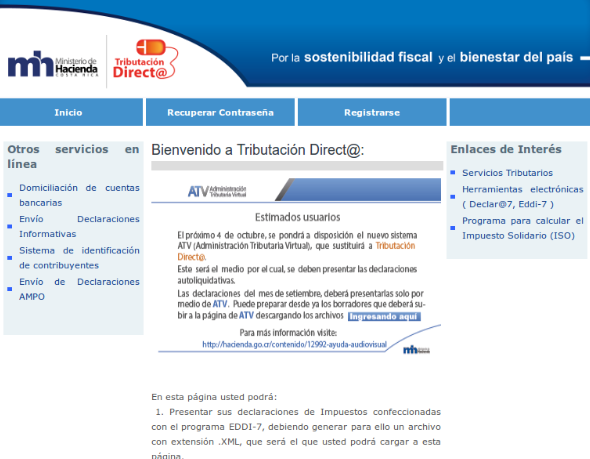 mh Ministerio de
Hacienda
COSTA RICA
Tributación
Direct@
Por la sostenibilidad fiscal y el bienestar del país
Inicio
Recuperar Contraseña
Registrarse
Otros servicios en
línea
Domiciliación de cuentas
bancarias
Envío Declaraciones
Informativas
Sistema de identificación
de contribuyentes
Envío de Declaraciones
AMPO
Bienvenido a Tributación Direct@:
ATV Administración
Tributaria Virtual
Estimados usuarios
El próximo 4 de octubre, se pondrá a disposición el nuevo sistema
ATV (Administración Tributaria Virtual), que sustituirá a Tributación
Direct@.
Este será el medio por el cual, se deben presentar las declaraciones
autoliquidativas.
Las declaraciones del mes de setiembre, deberá presentarlas solo por
medio de ATV. Puede preparar desde ya los borradores que deberá su-
bir a la página de ATV descargando los archivos Ingresando aquí
Para más información visite:
http://hacienda.go.cr/contenido/12992-ayuda-audiovisual
mh
En esta página usted podrá:
1. Presentar sus declaraciones de Impuestos confeccionadas
con el programa EDDI-7, debiendo generar para ello un archivo
con extensión .XML, que será el que usted podrá cargar a esta
página.
Enlaces de Interés
Servicios Tributarios
Herramientas electrónicas
( Declar@7, Eddi-7 )
Programa para calcular el
Impuesto Solidario (ISO)